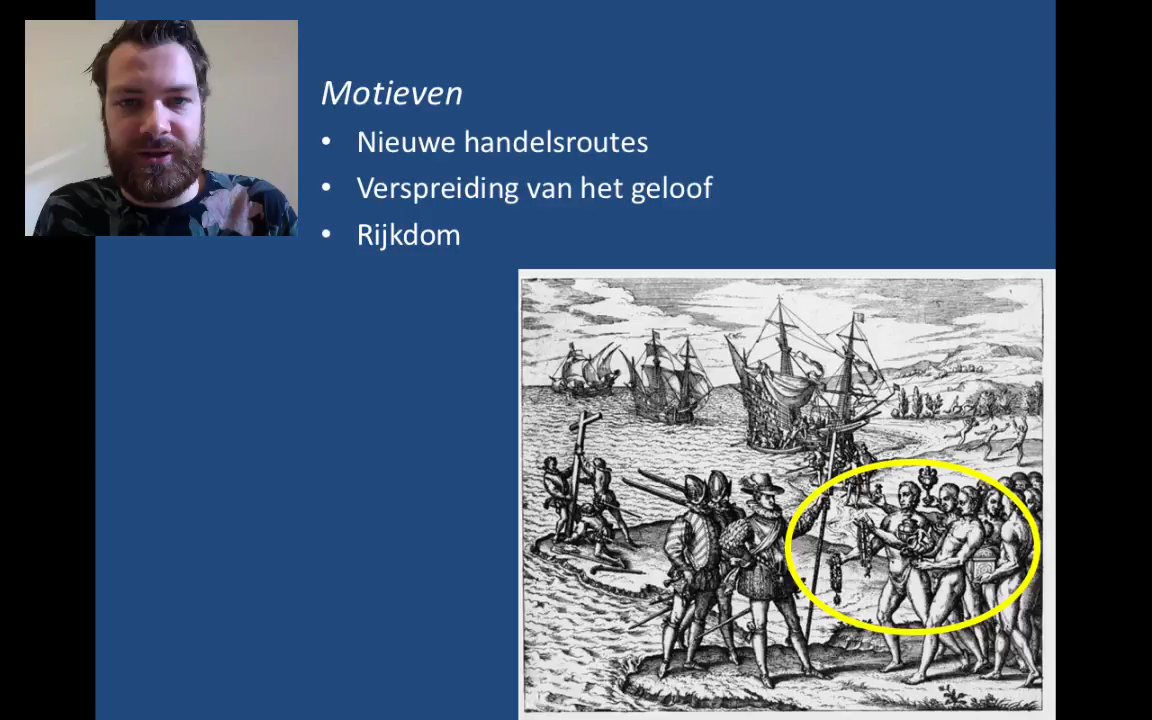 Motieven
• Nieuwe handelsroutes
• Verspreiding van het geloof
• Rijkdom